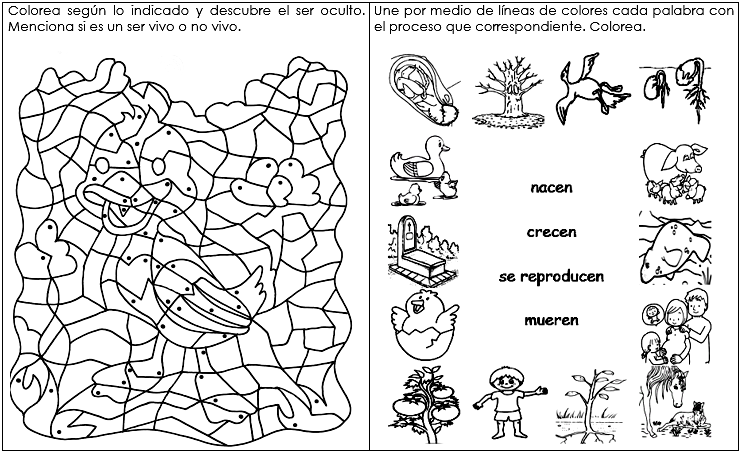 Colorea según lo indicado y descubre el ser oculto.
Menciona si es un ser vivo o no vivo.
Une por medio de líneas de colores cada palabra con
el proceso que correspondiente. Colorea.
nacen
crecen
se reproducen
mueren